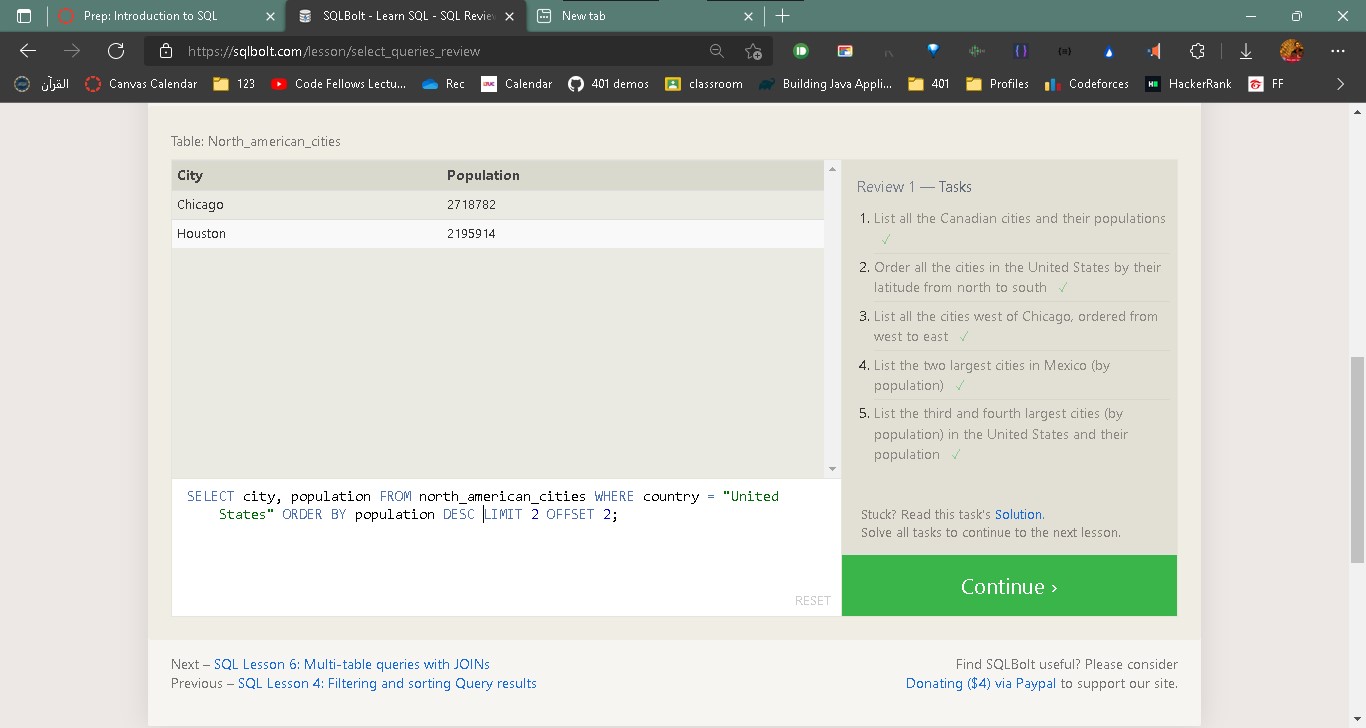 Prep: Introduction to SQL
SQLBolt - Learn SQL - SQL Review
New tab
https://sqlbolt.com/lesson/select_queries_review
القرآن
Canvas Calendar
123
Code Fellows Lectu...
Rec
Calendar
401 demos
classroom
Building Java Appli...
401
Profiles
Codeforces
HackerRank
FF
Table: North_american_cities
City Population
Chicago 2718782
Houston 2195914
SELECT city, population FROM north_american_cities WHERE country = "United
States" ORDER BY population DESC LIMIT 2 OFFSET 2;
RESET
Review 1 — Tasks
1. List all the Canadian cities and their populations
✓
2. Order all the cities in the United States by their
latitude from north to south ✓
3. List all the cities west of Chicago, ordered from
west to east ✓
4. List the two largest cities in Mexico (by
population) ✓
5. List the third and fourth largest cities (by
population) in the United States and their
population ✓
Stuck? Read this task's Solution.
Solve all tasks to continue to the next lesson.
Continue ›
Next – SQL Lesson 6: Multi-table queries with JOINs
Previous – SQL Lesson 4: Filtering and sorting Query results
Find SQLBolt useful? Please consider
Donating ($4) via Paypal to support our site.